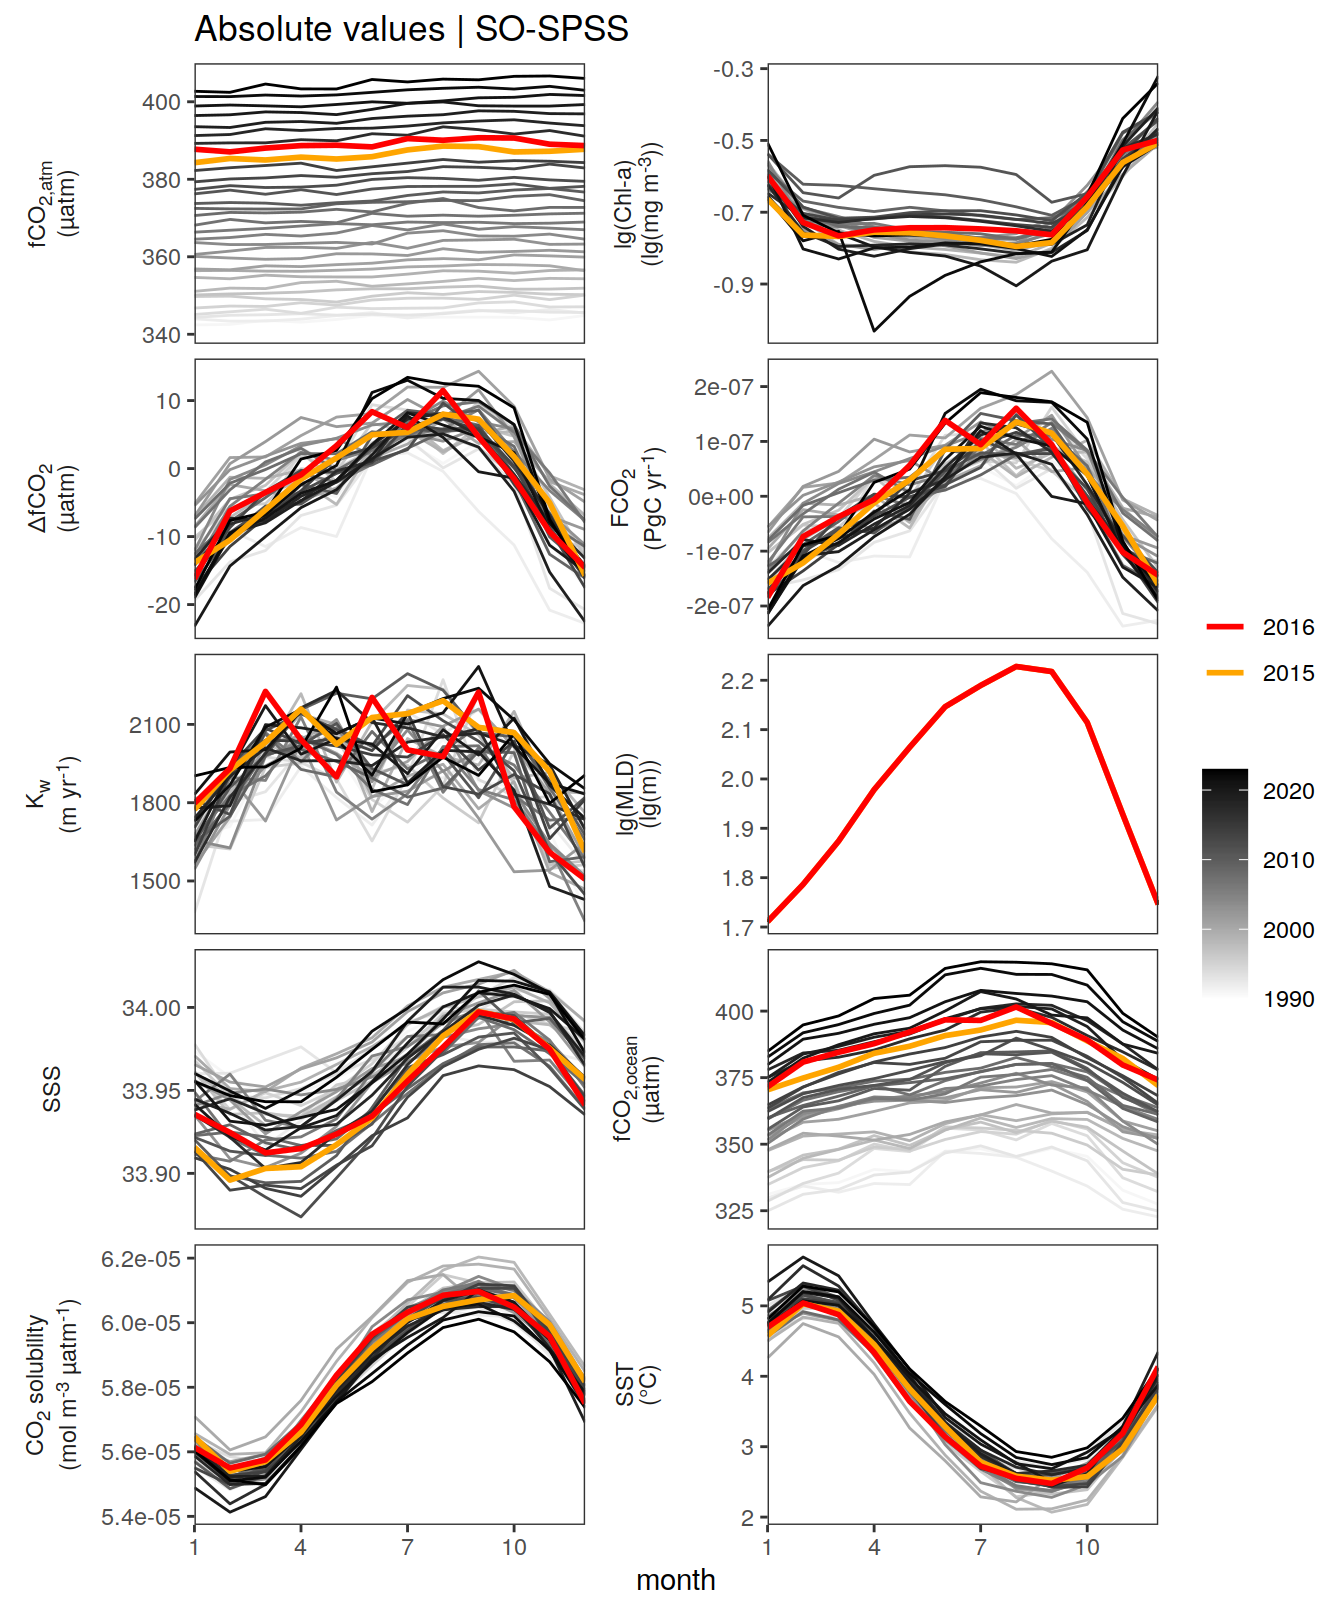 Absolute values | SO-SPSS
fCO2,atm
(µatm)
400
380
360
340
lg(Chl-a)
(lg(mg m-3))
-0.3
-0.5
-0.7
-0.9
ΔfCO2
(µatm)
10
0
-10
-20
FCO2
(PgC yr-1)
2e-07
1e-07
0e+00
-1e-07
-2e-07
Kw
(m yr-1)
2100
1800
1500
lg(MLD)
(lg(m))
2.2
2.1
2.0
1.9
1.8
1.7
SSS
34.00
33.95
33.90
fCO2,ocean
(µatm)
400
375
350
325
CO2 solubility
(mol m-3 µatm-1)
6.2e-05
6.0e-05
5.8e-05
5.6e-05
5.4e-05
SST
(°C)
5
4
3
2
1
4
7
10
1
4
7
10
month
2016
2015
2020
2010
2000
1990